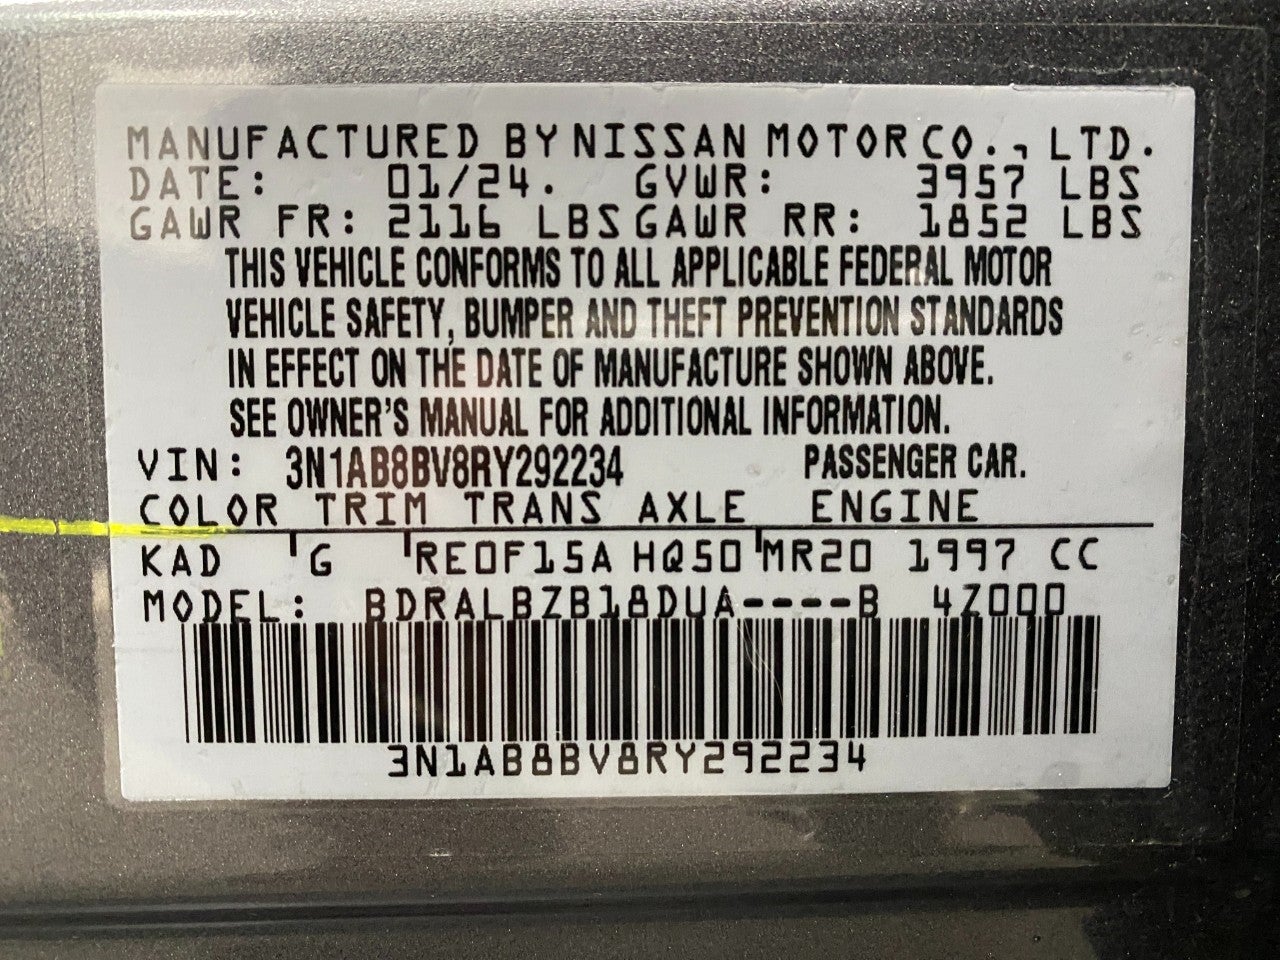 MANUFACTURED BY NISSAN MOTOR CO., LTD.
DATE: 01/24. GVWR: 3957 LBS
GAWR FR: 2116 LBS GAWR RR: 1852 LBS
THIS VEHICLE CONFORMS TO ALL APPLICABLE FEDERAL MOTOR
VEHICLE SAFETY, BUMPER AND THEFT PREVENTION STANDARDS
IN EFFECT ON THE DATE OF MANUFACTURE SHOWN ABOVE.
SEE OWNER'S MANUAL FOR ADDITIONAL INFORMATION.
VIN: 3N1AB8BV8RY292234 PASSENGER CAR.
COLOR TRIM TRANS AXLE ENGINE
KAD G RE0F15A HQ50 MR20 1997 CC
MODEL: BDRALBZB18DUA----B 4Z000
3N1AB8BV8RY292234